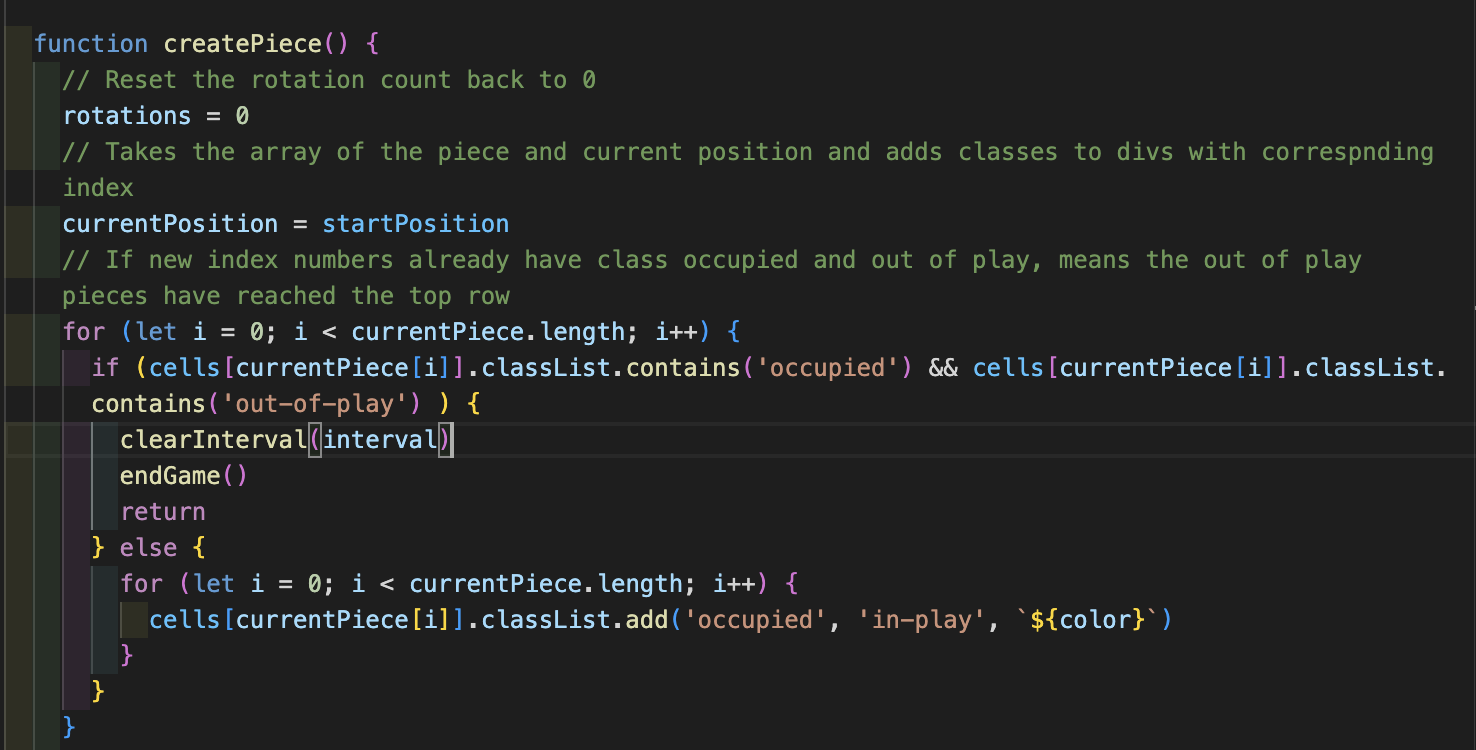 function createPiece() {
// Reset the rotation count back to 0
rotations = 0
// Takes the array of the piece and current position and adds classes to divs with correspnding
index
currentPosition = startPosition
// If new index numbers already have class occupied and out of play, means the out of play
pieces have reached the top row
for (let i = 0; i < currentPiece.length; i++) {
if (cells[currentPiece[i]].classList.contains('occupied') && cells[currentPiece[i]].classList.
contains('out-of-play') ) {
clearInterval(interval)
endGame()
return
} else {
for (let i = 0; i < currentPiece.length; i++) {
cells[currentPiece[i]].classList.add('occupied', 'in-play', `${color}`)
}
}
}